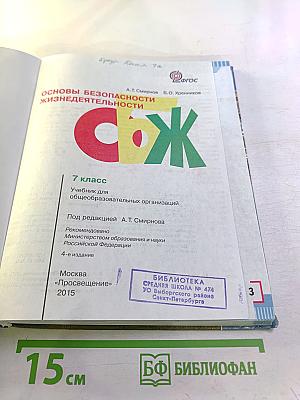 ФГОС
А.Т. Смирнов Б.О. Хренников
ОСНОВЫ БЕЗОПАСНОСТИ
ЖИЗНЕДЕЯТЕЛЬНОСТИ
ОБЖ
7 класс
Учебник для
общеобразовательных организаций
Под редакцией А.Т. Смирнова
Рекомендовано
Министерством образования и науки
Российской Федерации
4-е издание
Москва
«Просвещение»
2015
БИБЛИОТЕКА
СРЕДНЯЯ ШКОЛА № 474
УО Выборгского района
Санкт-Петербурга
3
15 см
БФ БИБЛИОФАН